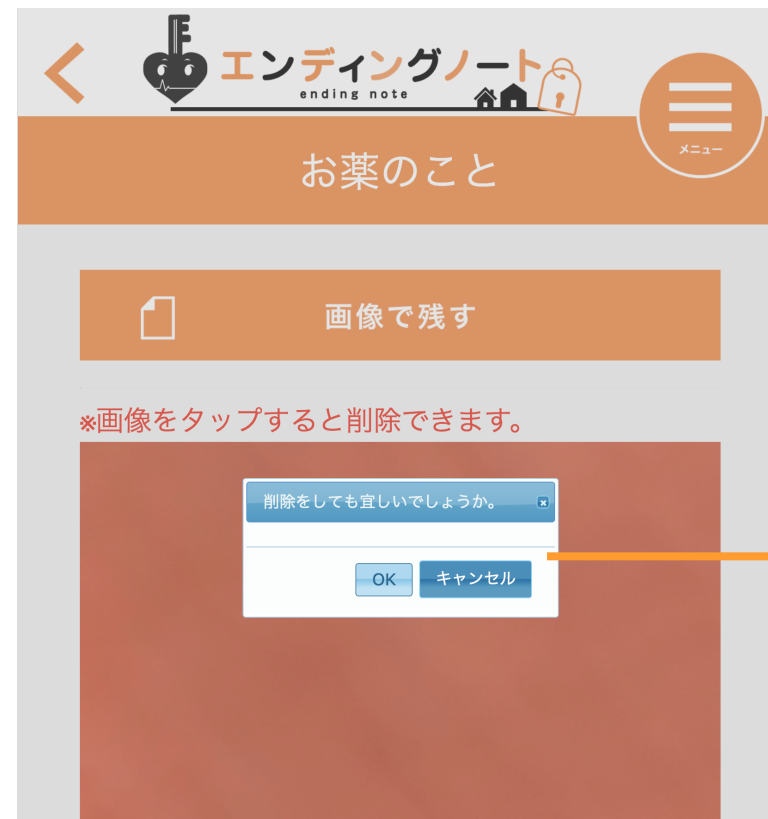 エンディングノート
ending note
メニュー
お薬のこと
画像で残す
※画像をタップすると削除できます。
削除をしても宜しいでしょうか。
OK キャンセル